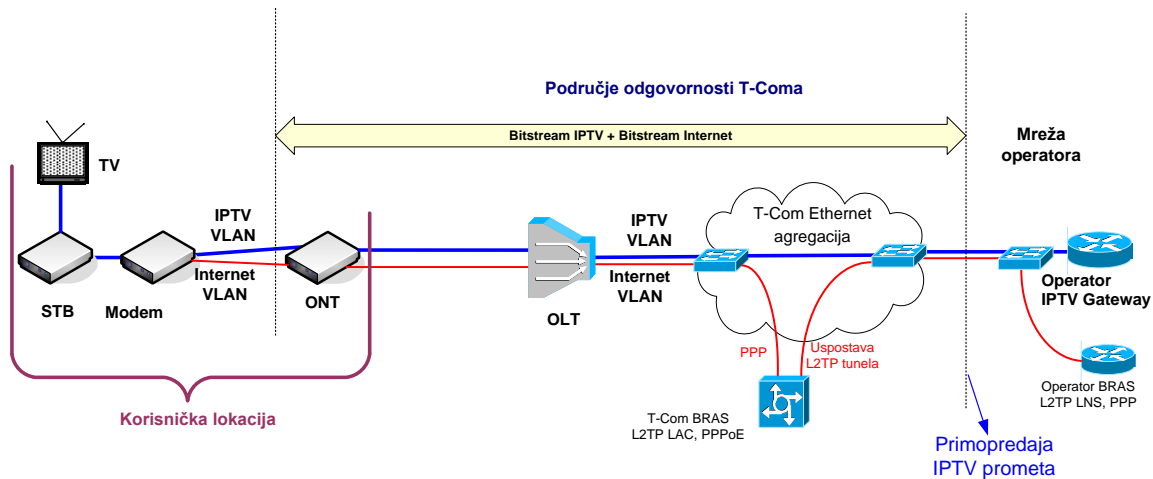 Područje odgovornosti T-Coma
Bitstream IPTV + Bitstream Internet
Mreža
operatora
TV
IPTV
VLAN
Internet
VLAN
STB
Modem
ONT
OLT
IPTV
VLAN
Internet
VLAN
T-Com Ethernet
agregacija
Operator
IPTV Gateway
PPP
Uspostava
L2TP tunela
T-Com BRAS
L2TP LAC, PPPoE
Operator BRAS
L2TP LNS, PPP
Korisnička lokacija
Primopredaja
IPTV prometa